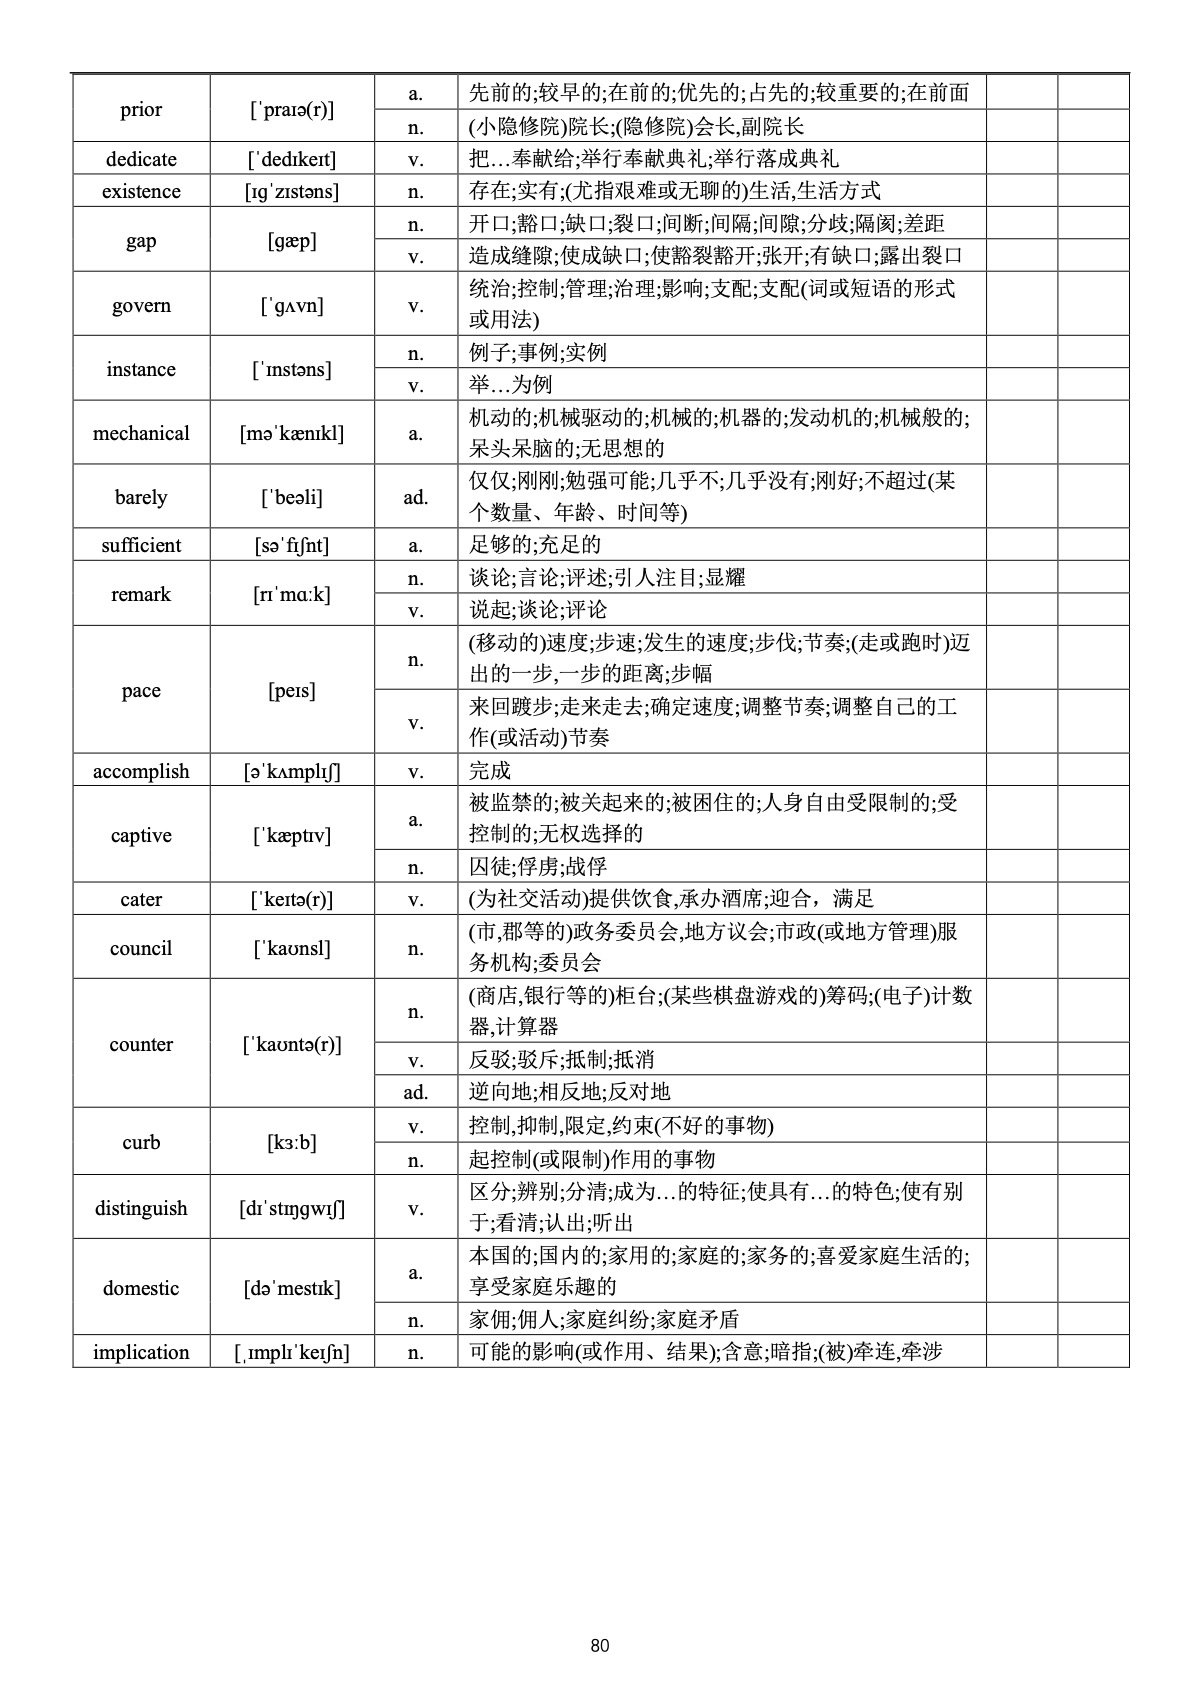 prior [ˈpraɪə(r)] a. 先前的;较早的;在前的;优先的;占先的;较重要的;在前面
n. (小隐修院)院长;(隐修院)会长,副院长
dedicate [ˈdedɪkeɪt] v. 把…奉献给;举行奉献典礼;举行落成典礼
existence [ɪɡˈzɪstəns] n. 存在;实有;(尤指艰难或无聊的)生活,生活方式
gap [ɡæp] n. 开口;豁口;缺口;裂口;间断;间隔;间隙;分歧;隔阂;差距
v. 造成缝隙;使成缺口;使豁裂豁开;张开;有缺口;露出裂口
govern [ˈɡʌvn] v. 统治;控制;管理;治理;影响;支配;支配(词或短语的形式
或用法)
instance [ˈɪnstəns] n. 例子;事例;实例
v. 举…为例
mechanical [məˈkænɪkl] a. 机动的;机械驱动的;机械的;机器的;发动机的;机械般的;
呆头呆脑的;无思想的
barely [ˈbeəli] ad. 仅仅;刚刚;勉强可能;几乎不;几乎没有;刚好;不超过(某
个数量、年龄、时间等)
sufficient [səˈfɪʃnt] a. 足够的;充足的
remark [rɪˈmɑːk] n. 谈论;言论;评述;引人注目;显耀
v. 说起;谈论;评论
pace [peɪs] n. (移动的)速度;步速;发生的速度;步伐;节奏;(走或跑时)迈
出的一步,一步的距离;步幅
v. 来回踱步;走来走去;确定速度;调整节奏;调整自己的工
作(或活动)节奏
accomplish [əˈkʌmplɪʃ] v. 完成
captive [ˈkæptɪv] a. 被监禁的;被关起来的;被困住的;人身自由受限制的;受
控制的;无权选择的
n. 囚徒;俘虏;战俘
cater [ˈkeɪtə(r)] v. (为社交活动)提供饮食,承办酒席;迎合，满足
council [ˈkaʊnsl] n. (市,郡等的)政务委员会,地方议会;市政(或地方管理)服
务机构;委员会
counter [ˈkaʊntə(r)] n. (商店,银行等的)柜台;(某些棋盘游戏的)筹码;(电子)计数
器,计算器
v. 反驳;驳斥;抵制;抵消
ad. 逆向地;相反地;反对地
curb [kɜːb] v. 控制,抑制,限定,约束(不好的事物)
n. 起控制(或限制)作用的事物
distinguish [dɪˈstɪŋɡwɪʃ] v. 区分;辨别;分清;成为…的特征;使具有…的特色;使有别
于;看清;认出;听出
domestic [dəˈmestɪk] a. 本国的;国内的;家用的;家庭的;家务的;喜爱家庭生活的;
享受家庭乐趣的
n. 家佣;佣人;家庭纠纷;家庭矛盾
implication [ˌɪmplɪˈkeɪʃn] n. 可能的影响(或作用、结果);含意;暗指;(被)牵连,牵涉
80